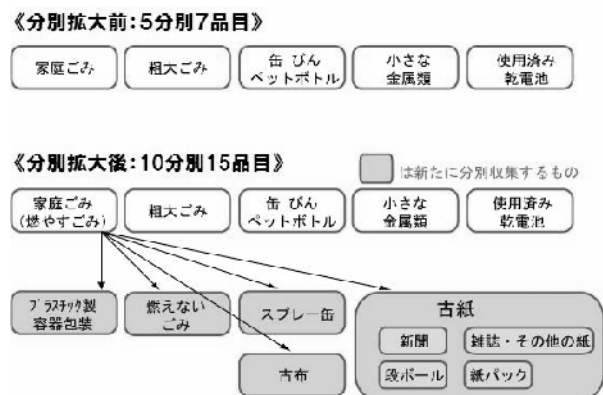 《分別拡大前:5分別7品目》
家庭ごみ
粗大ごみ
缶 びん
ペットボトル
小さな
金属類
使用済み
乾電池
《分別拡大後:10分別15品目》
は新たに分別収集するもの
家庭ごみ
(燃やすごみ)
粗大ごみ
缶 びん
ペットボトル
小さな
金属類
使用済み
乾電池
プラスチック製
容器包装
燃えない
ごみ
スプレー缶
古布
古紙
新聞
雑誌・その他の紙
段ボール
紙パック